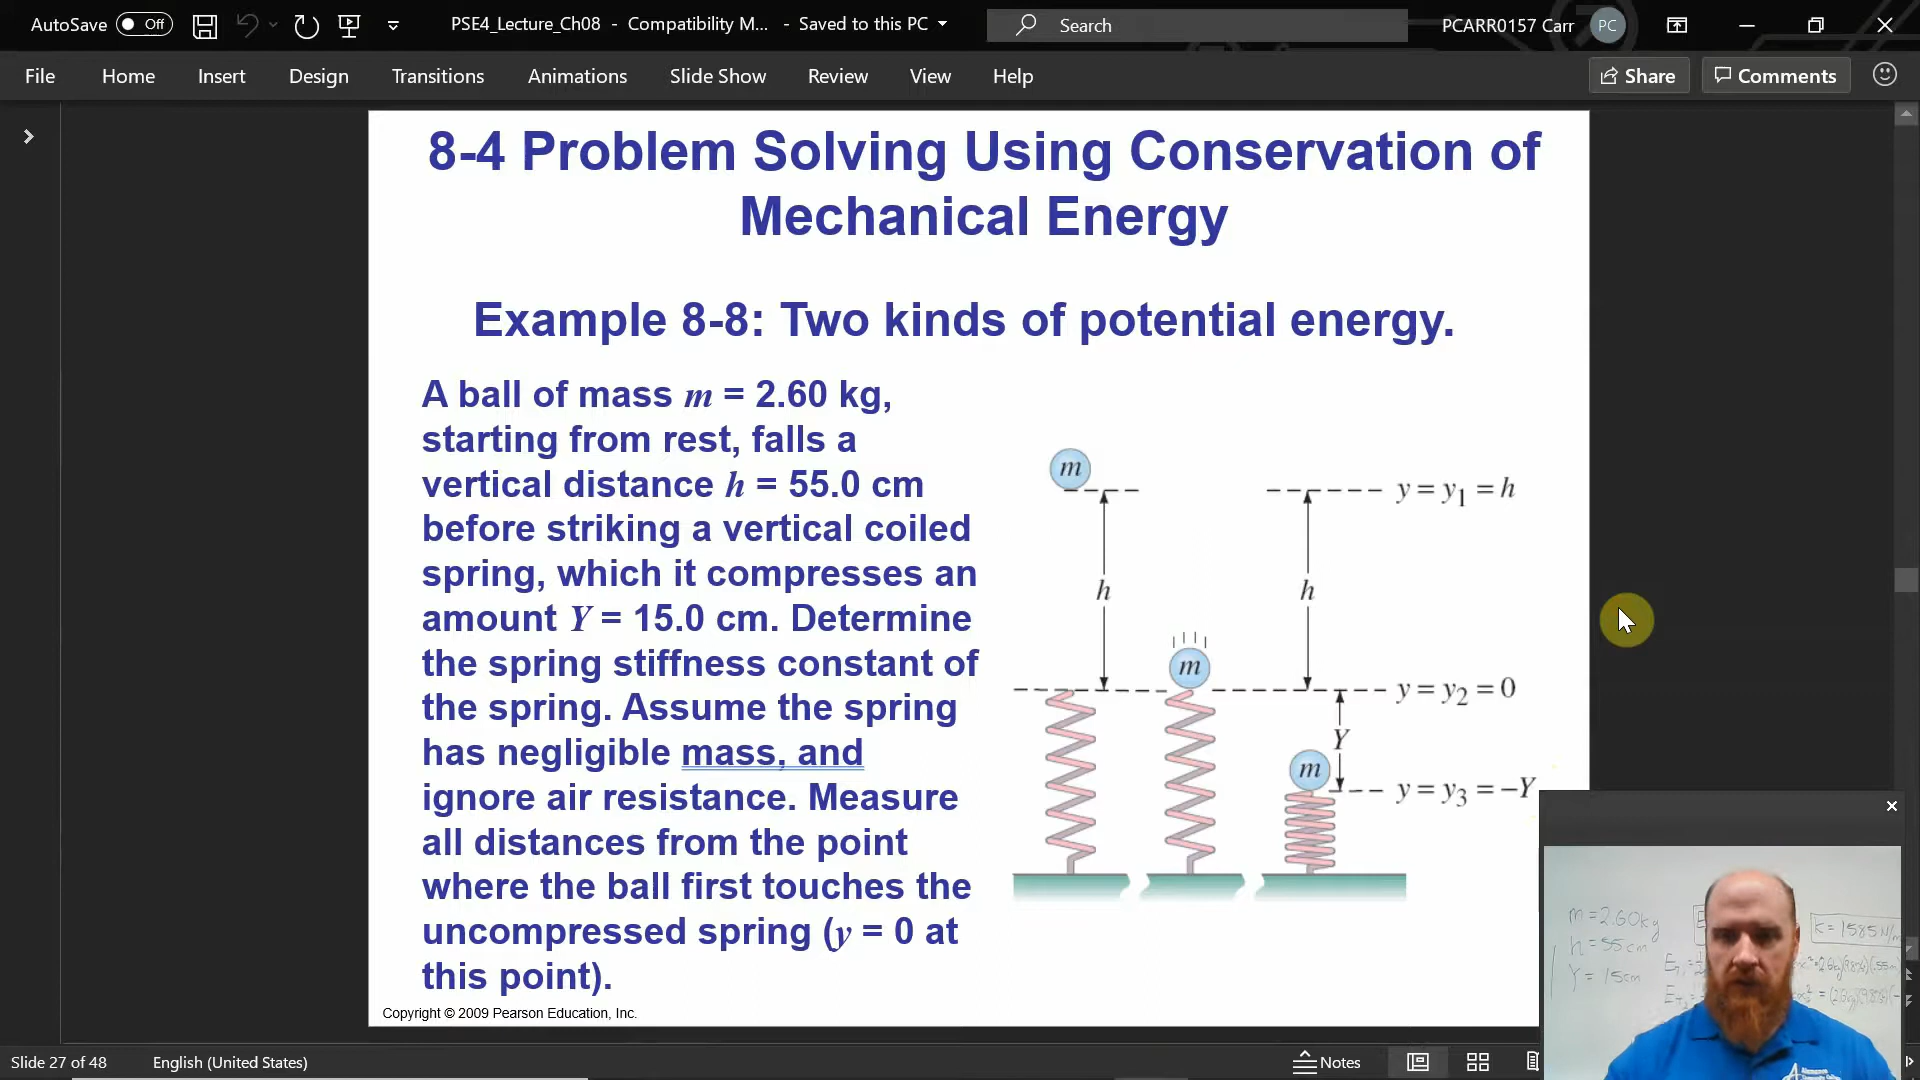 AutoSave Off PSE4_Lecture_Ch08 - Compatibility M... - Saved to this PC Search PCARR0157 Carr PC
File Home Insert Design Transitions Animations Slide Show Review View Help Share Comments
8-4 Problem Solving Using Conservation of
Mechanical Energy
Example 8-8: Two kinds of potential energy.
A ball of mass m = 2.60 kg,
starting from rest, falls a
vertical distance h = 55.0 cm
before striking a vertical coiled
spring, which it compresses an
amount Y = 15.0 cm. Determine
the spring stiffness constant of
the spring. Assume the spring
has negligible mass, and
ignore air resistance. Measure
all distances from the point
where the ball first touches the
uncompressed spring (y = 0 at
this point).
m
y = y₁ = h
h
h
m
y = y₂ = 0
Y
m
y = y₃ = −Y
Copyright © 2009 Pearson Education, Inc.
m = 2.60 kg
h = 55 cm
Y = 15 cm
K = 1585 N/m
Slide 27 of 48 English (United States) Notes